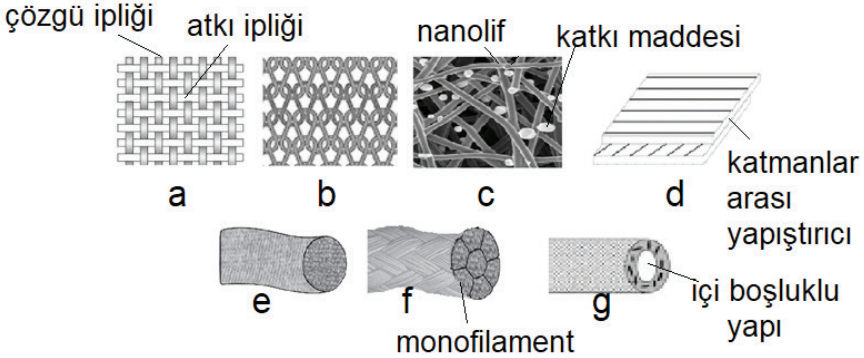 çözgü ipliği
atkı ipliği
nanolif
katkı maddesi
a
b
c
d
katmanlar
arası
yapıştırıcı
e
f
g
içi boşluklu
yapı
monofilament